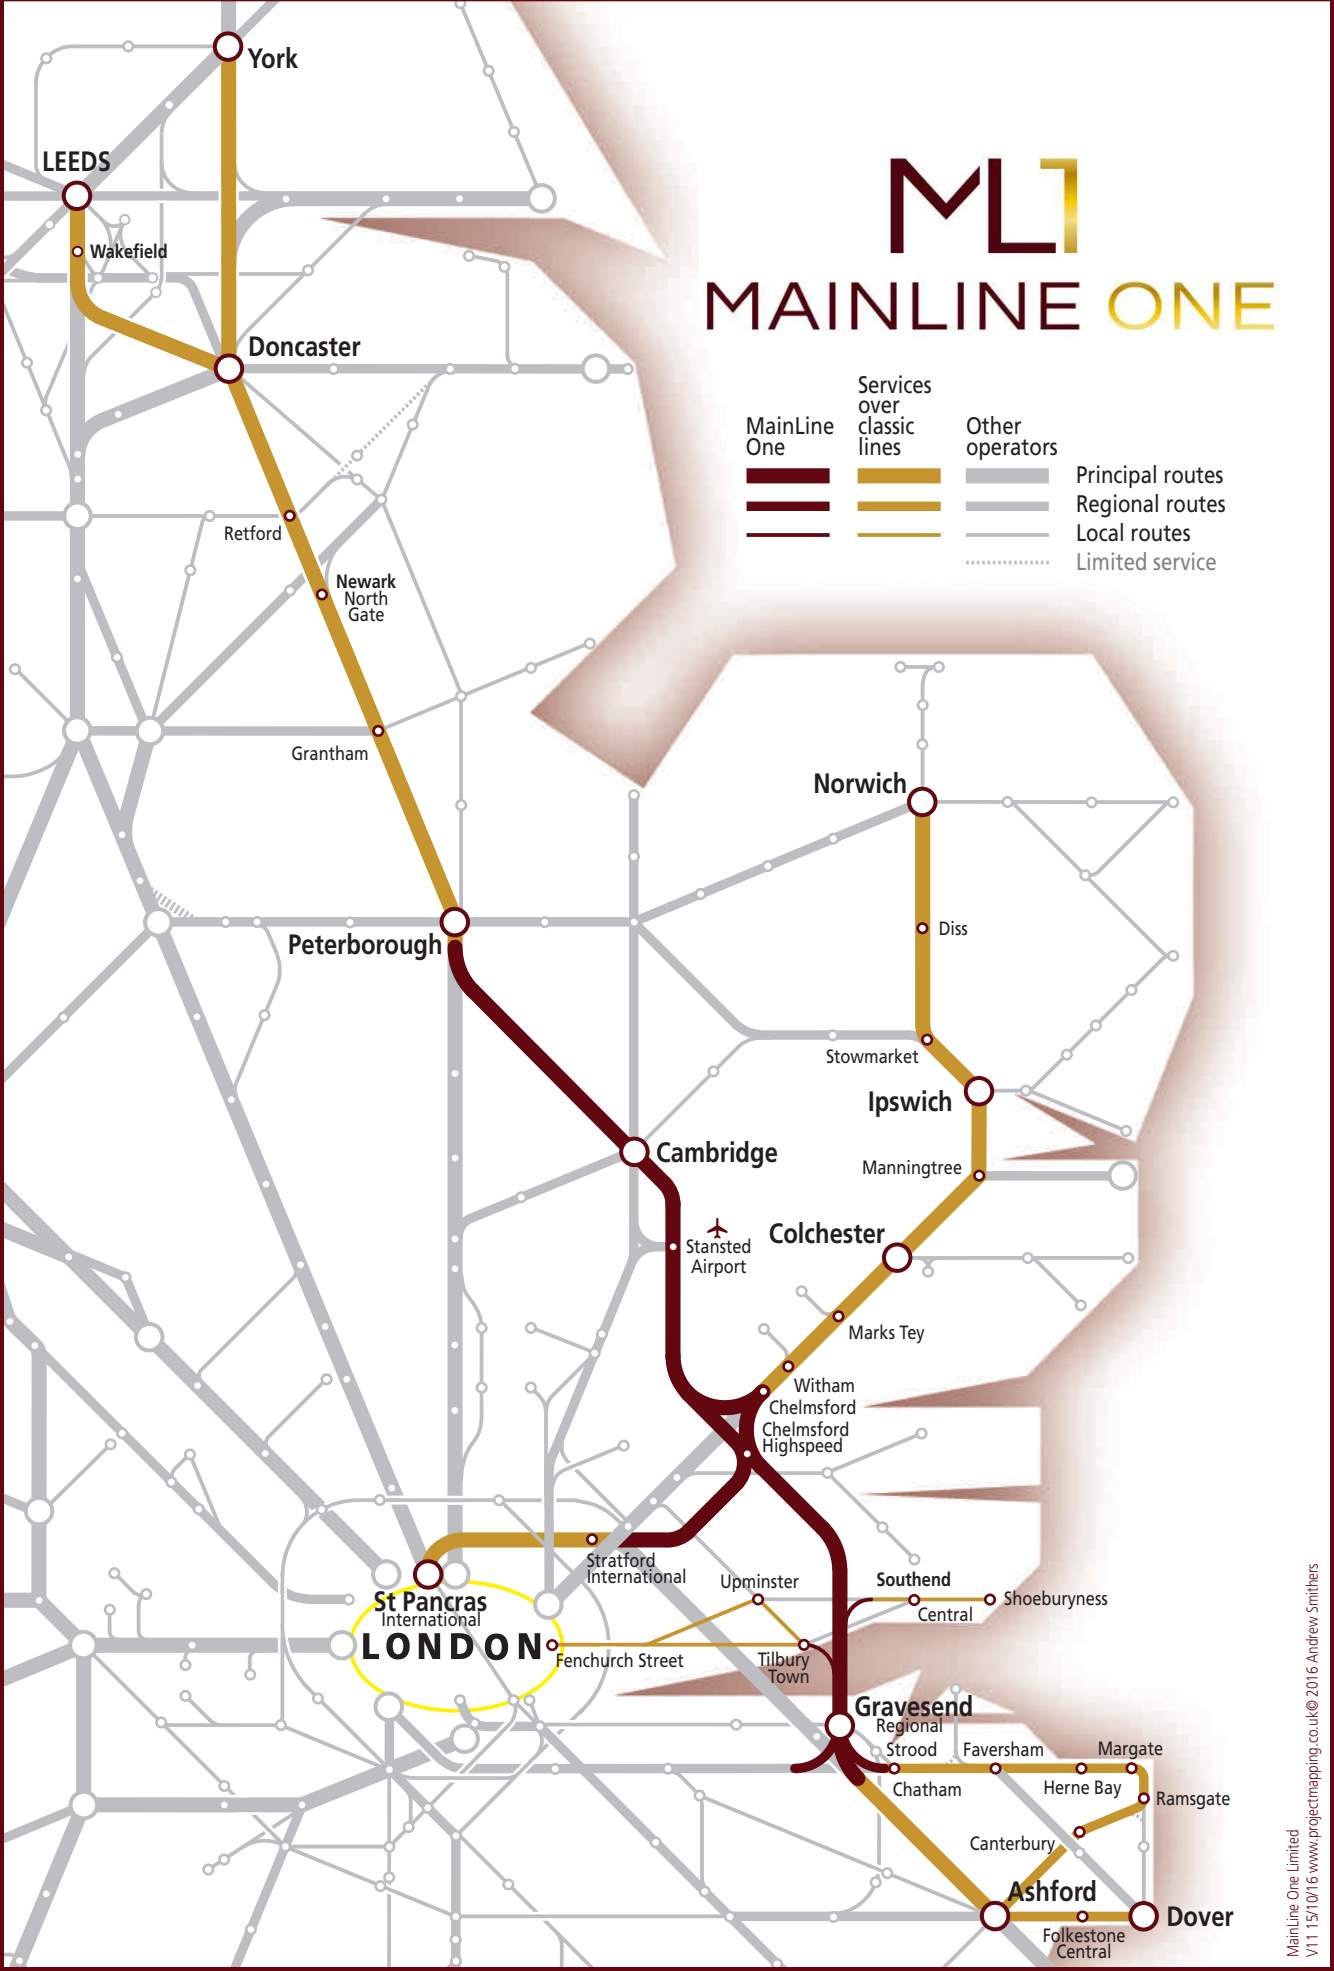 York
LEEDS
Wakefield
Doncaster
ML1
MAINLINE ONE
MainLine
One
Services
over
classic
lines
Other
operators
Principal routes
Regional routes
Local routes
Limited service
Retford
Newark
North
Gate
Grantham
Norwich
Peterborough
Diss
Stowmarket
Ipswich
Cambridge
Manningtree
Colchester
Stansted
Airport
Marks Tey
Witham
Chelmsford
Chelmsford
Highspeed
Stratford
International
Upminster
Southend
Central
Shoeburyness
St Pancras
International
LONDON
Fenchurch Street
Tilbury
Town
Gravesend
Regional
Strood
Faversham
Margate
Chatham
Herne Bay
Ramsgate
Canterbury
Ashford
Dover
Folkestone
Central
MainLine One Limited
V11 15/10/16 www.projectmapping.co.uk© 2016 Andrew Smithers